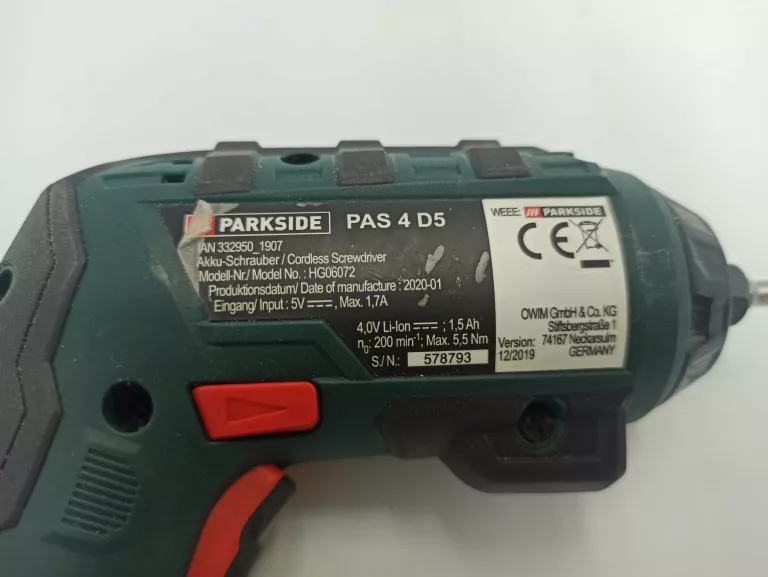 PARKSIDE PAS 4 D5
IAN 332950_1907
Akku-Schrauber / Cordless Screwdriver
Modell-Nr./ Model No. : HG06072
Produktionsdatum/ Date of manufacture : 2020-01
Eingang/ Input : 5V ⎓, Max. 1,7A
4,0V Li-Ion ⎓ ; 1,5 Ah
n₀: 200 min⁻¹; Max. 5,5 Nm
S./ N.: 578793
WEEE: PARKSIDE
CE
OWIM GmbH & Co. KG
Stiftsbergstraße 1
74167 Neckarsulm
GERMANY
Version:
12/2019